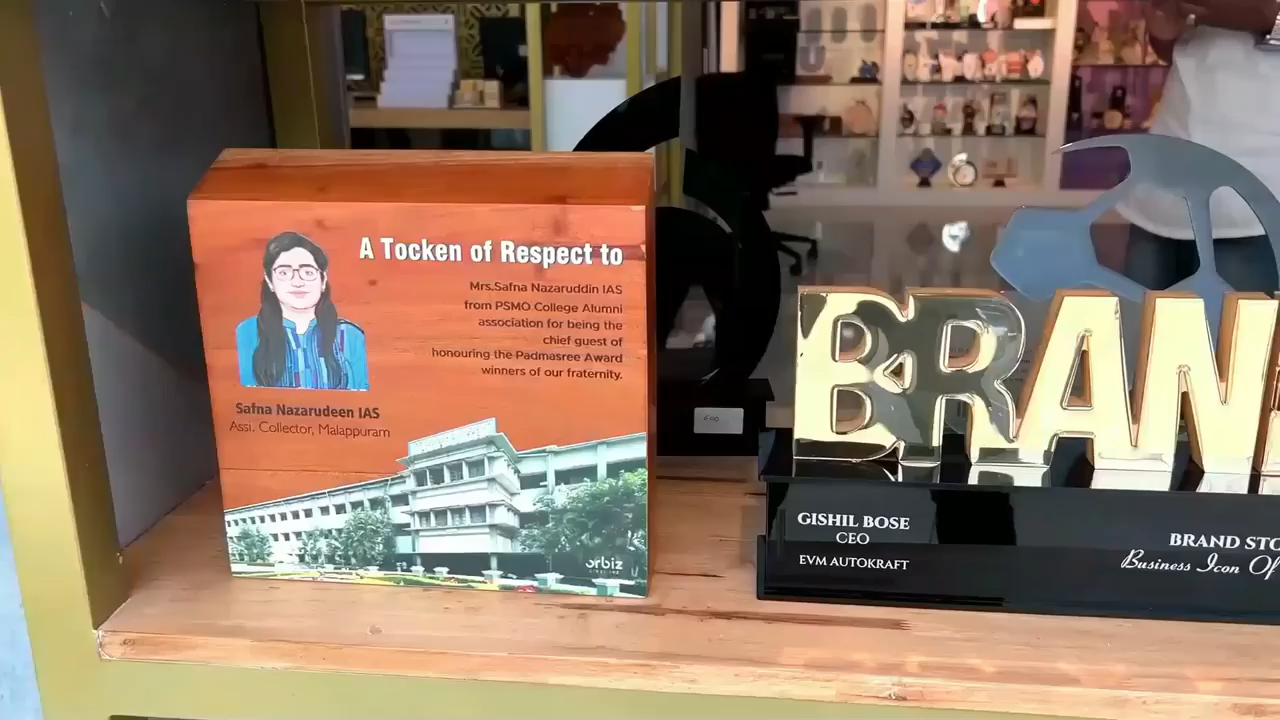 A Tocken of Respect to
Mrs.Safna Nazaruddin IAS
from PSMO College Alumni
association for being the
chief guest of
honouring the Padmasree Award
winners of our fraternity.
Safna Nazarudeen IAS
Assi. Collector, Malappuram
orbiz
BRAN
GISHIL BOSE
CEO
EVM AUTOKRAFT
BRAND STO
Business Icon Of